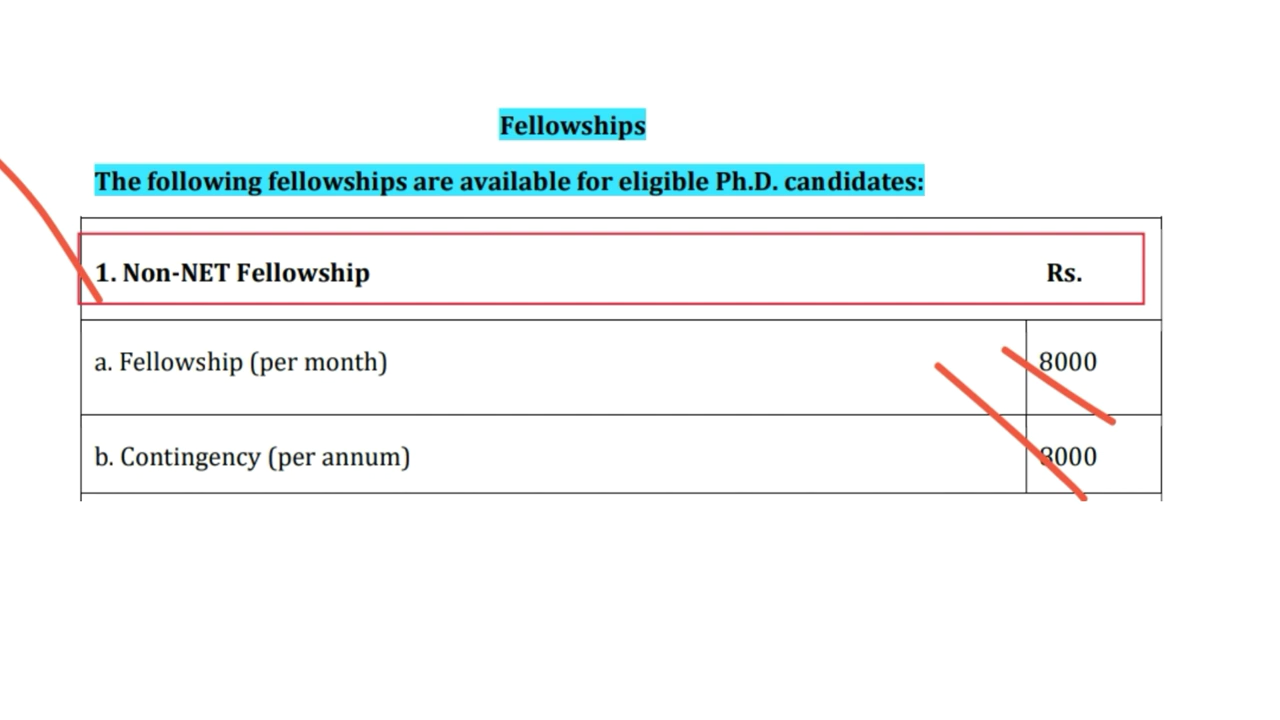 Fellowships
The following fellowships are available for eligible Ph.D. candidates:
1. Non-NET Fellowship Rs.
a. Fellowship (per month) 8000
b. Contingency (per annum) 8000